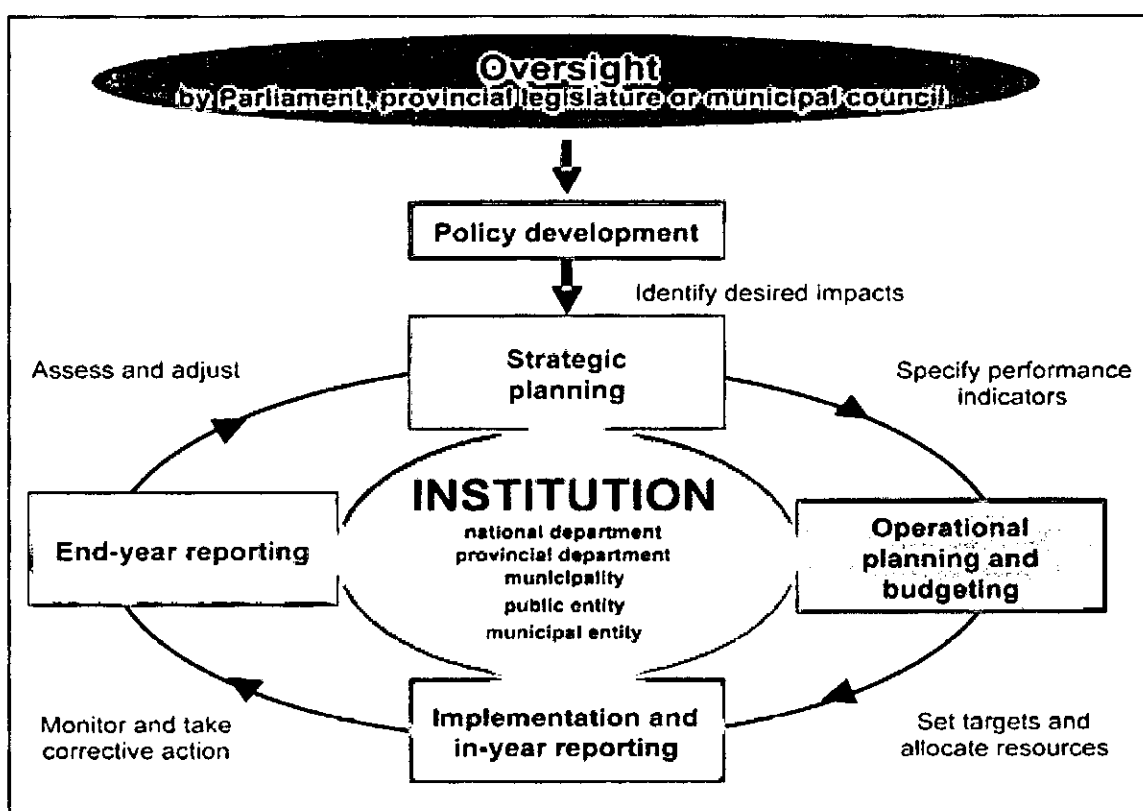 Oversight
by Parliament, provincial legislature or municipal council
Policy development
Identify desired impacts
Strategic
planning
Assess and adjust
Specify performance
indicators
INSTITUTION
national department
provincial department
municipality
public entity
municipal entity
End-year reporting
Operational
planning and
budgeting
Implementation and
in-year reporting
Monitor and take
corrective action
Set targets and
allocate resources